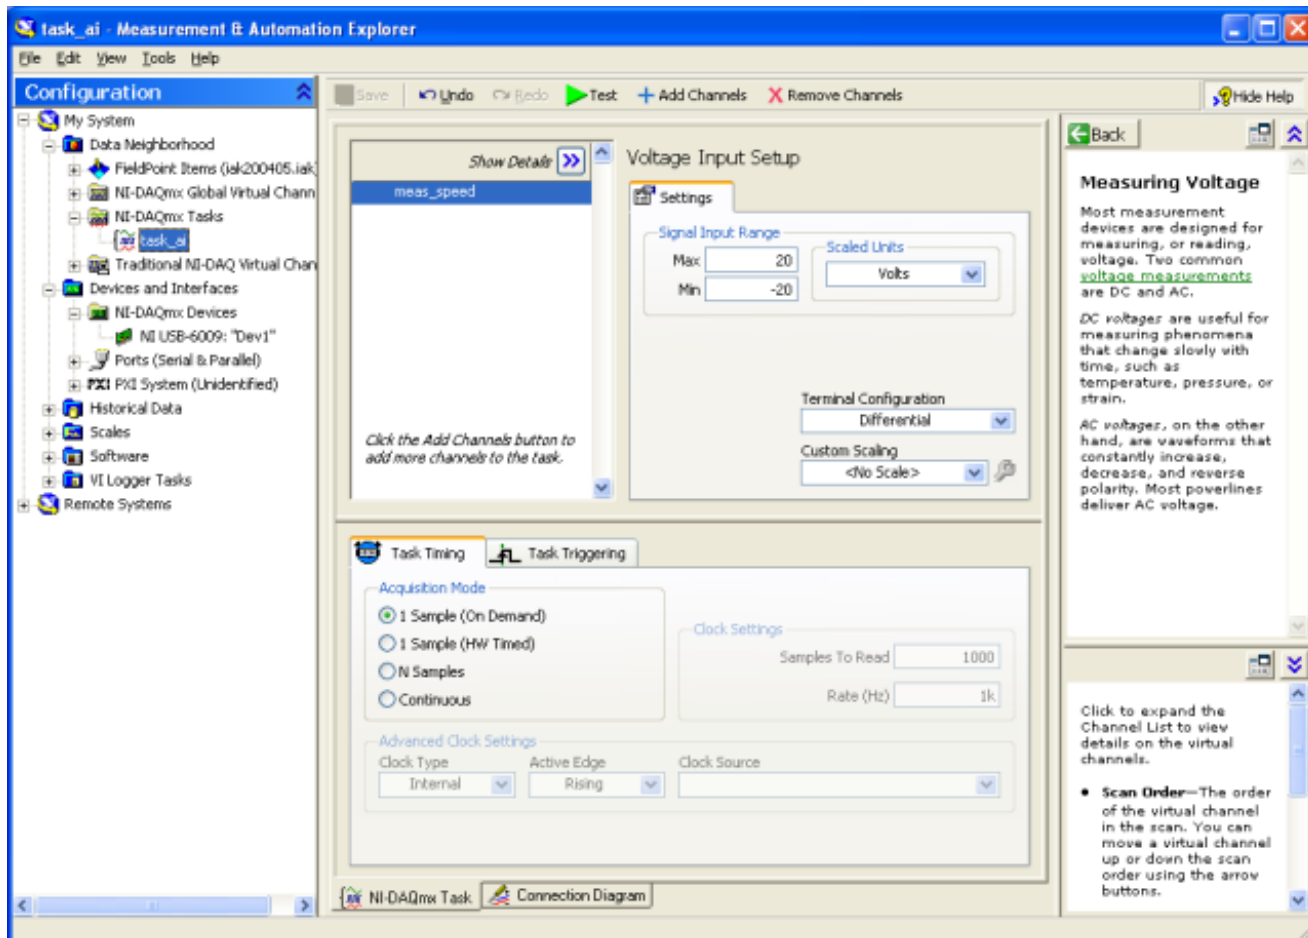 task_ai - Measurement & Automation Explorer
File Edit View Tools Help
Configuration
My System
Data Neighborhood
FieldPoint Items (iak200405.iak)
NI-DAQmx Global Virtual Chann
NI-DAQmx Tasks
task_ai
Traditional NI-DAQ Virtual Chan
Devices and Interfaces
NI-DAQmx Devices
NI USB-6009: "Dev1"
Ports (Serial & Parallel)
PXI PXI System (Unidentified)
Historical Data
Scales
Software
VI Logger Tasks
Remote Systems
Save Undo Redo Test Add Channels Remove Channels Hide Help
Show Details
meas_speed
Click the Add Channels button to
add more channels to the task.
Voltage Input Setup
Settings
Signal Input Range
Max 20
Min -20
Scaled Units
Volts
Terminal Configuration
Differential
Custom Scaling
<No Scale>
Task Timing Task Triggering
Acquisition Mode
1 Sample (On Demand)
1 Sample (HW Timed)
N Samples
Continuous
Clock Settings
Samples To Read 1000
Rate (Hz) 1k
Advanced Clock Settings
Clock Type Active Edge Clock Source
Internal Rising
NI-DAQmx Task Connection Diagram
Back
Measuring Voltage
Most measurement
devices are designed for
measuring, or reading,
voltage. Two common
voltage measurements
are DC and AC.
DC voltages are useful for
measuring phenomena
that change slowly with
time, such as
temperature, pressure, or
strain.
AC voltages, on the other
hand, are waveforms that
constantly increase,
decrease, and reverse
polarity. Most powerlines
deliver AC voltage.
Click to expand the
Channel List to view
details on the virtual
channels.
• Scan Order—The order
of the virtual channel
in the scan. You can
move a virtual channel
up or down the scan
order using the arrow
buttons.